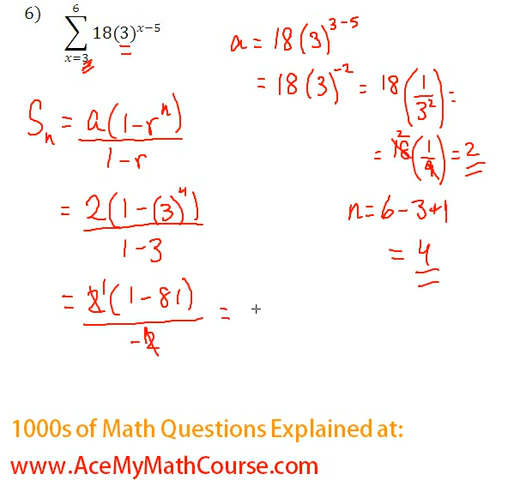 6) ∑_{x=3}^{6} 18(3)^{x−5}
a = 18(3)^{3−5}
= 18(3)^{−2} = 18(1/3²) =
= 18(1/9) = 2
n = 6−3+1
= 4
Sₙ = a(1−rⁿ)/(1−r)
= 2(1−(3)⁴)/(1−3)
= 2(1−81)/−2 = +
1000s of Math Questions Explained at:
www.AceMyMathCourse.com